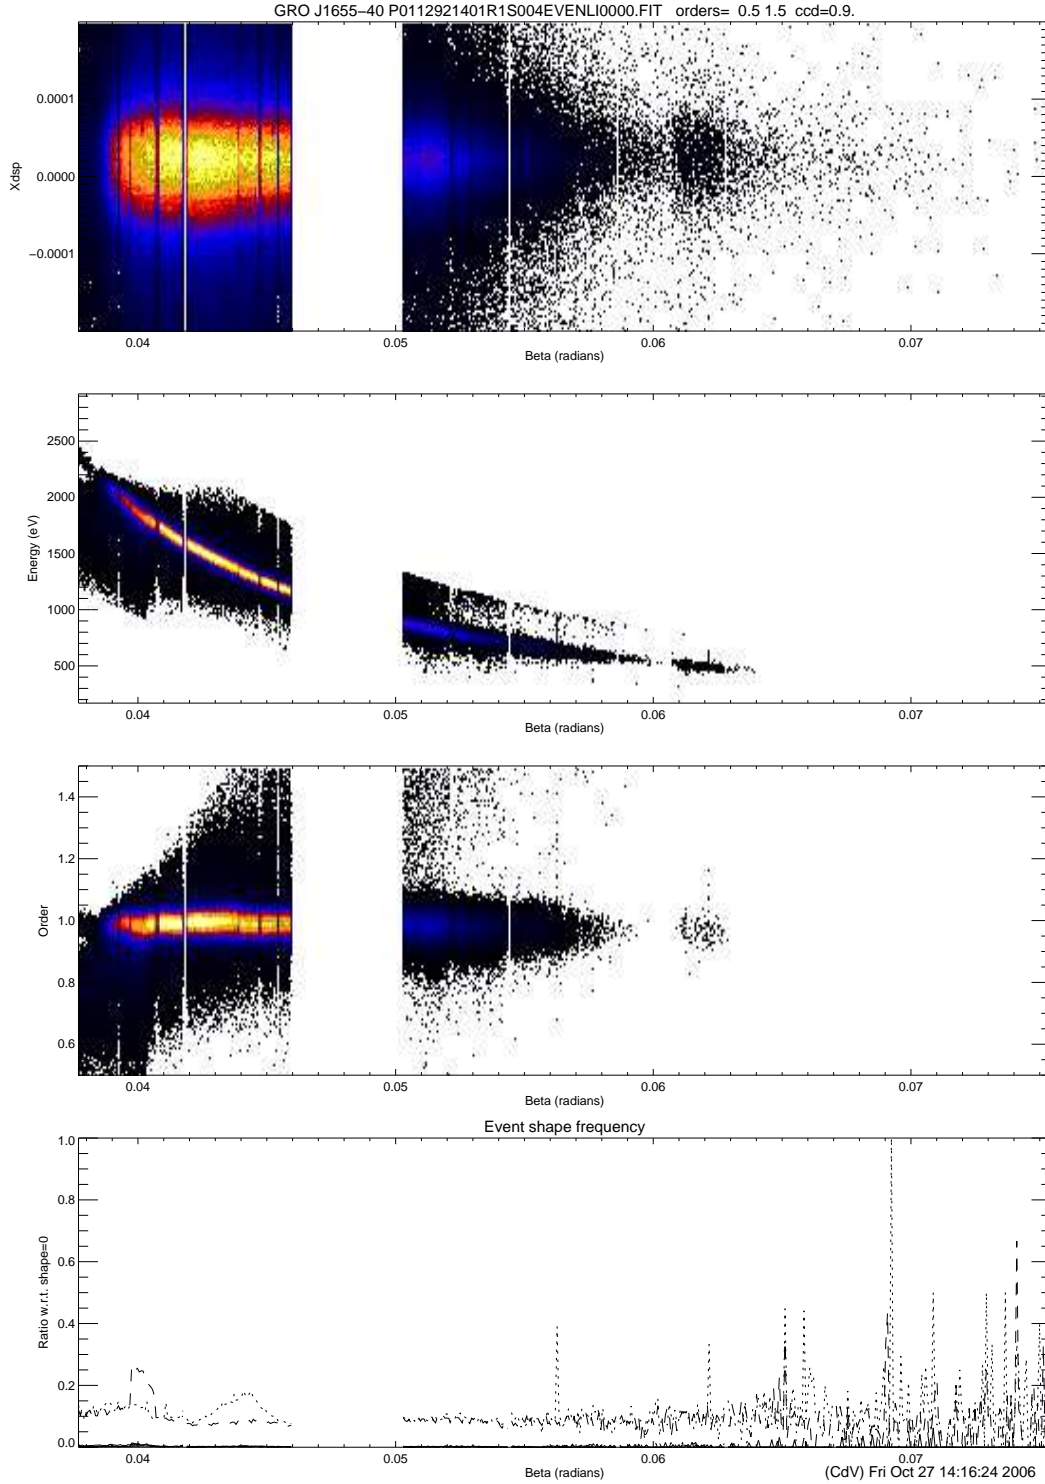 GRO J1655−40 P0112921401R1S004EVENLI0000.FIT orders= 0.5 1.5 ccd=0.9.
0.0001
0.0000
−0.0001
Xdsp
0.04 0.05 0.06 0.07
Beta (radians)
2500
2000
1500
1000
500
Energy (eV)
0.04 0.05 0.06 0.07
Beta (radians)
1.4
1.2
1.0
0.8
0.6
Order
0.04 0.05 0.06 0.07
Beta (radians)
Event shape frequency
1.0
0.8
0.6
0.4
0.2
0.0
Ratio w.r.t. shape=0
0.04 0.05 0.06 0.07
Beta (radians)
(CdV) Fri Oct 27 14:16:24 2006